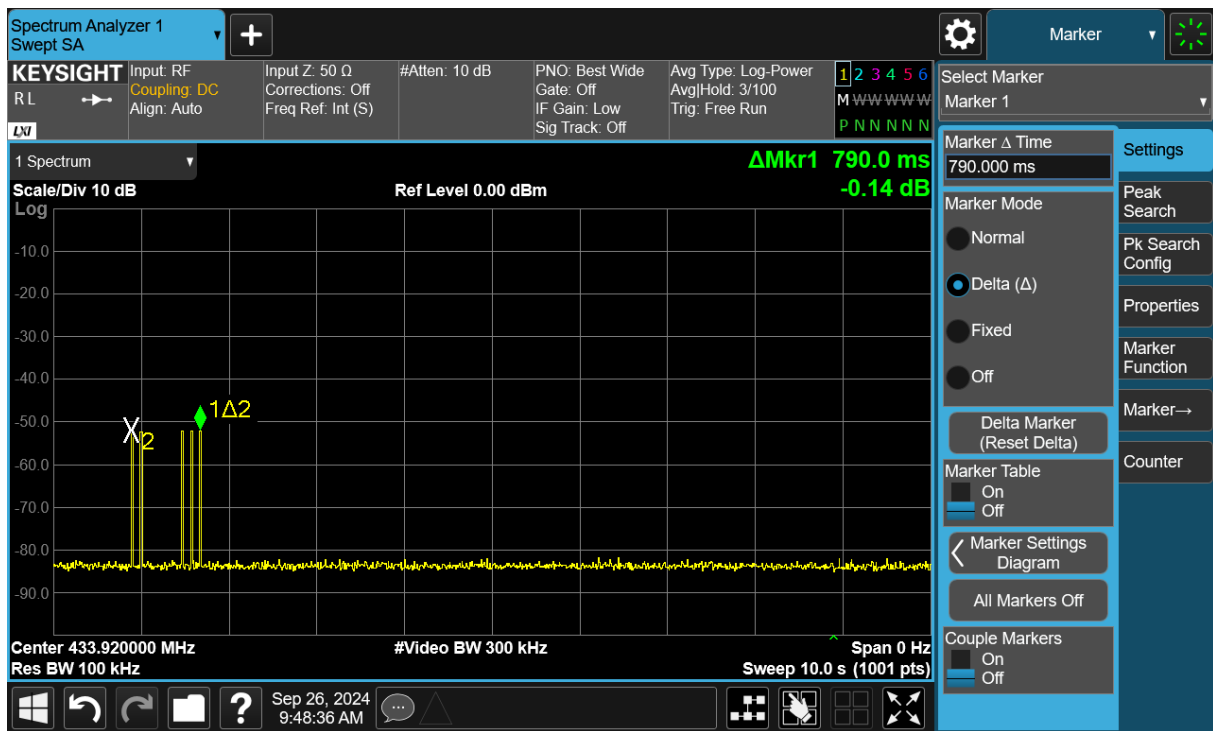 Spectrum Analyzer 1
Swept SA
Marker
KEYSIGHT
R L
LXI
Input: RF
Coupling: DC
Align: Auto
Input Z: 50 Ω
Corrections: Off
Freq Ref: Int (S)
#Atten: 10 dB
PNO: Best Wide
Gate: Off
IF Gain: Low
Sig Track: Off
Avg Type: Log-Power
Avg|Hold: 3/100
Trig: Free Run
1 2 3 4 5 6
M W W W W W
P N N N N N
1 Spectrum
ΔMkr1 790.0 ms
-0.14 dB
Scale/Div 10 dB
Ref Level 0.00 dBm
Log
-10.0
-20.0
-30.0
-40.0
-50.0
-60.0
-70.0
-80.0
-90.0
1Δ2
X2
Center 433.920000 MHz
Res BW 100 kHz
#Video BW 300 kHz
Span 0 Hz
Sweep 10.0 s (1001 pts)
Sep 26, 2024
9:48:36 AM
?
Select Marker
Marker 1
Marker Δ Time
790.000 ms
Marker Mode
Normal
Delta (Δ)
Fixed
Off
Delta Marker
(Reset Delta)
Marker Table
On
Off
Marker Settings
Diagram
All Markers Off
Couple Markers
On
Off
Settings
Peak
Search
Pk Search
Config
Properties
Marker
Function
Marker→
Counter